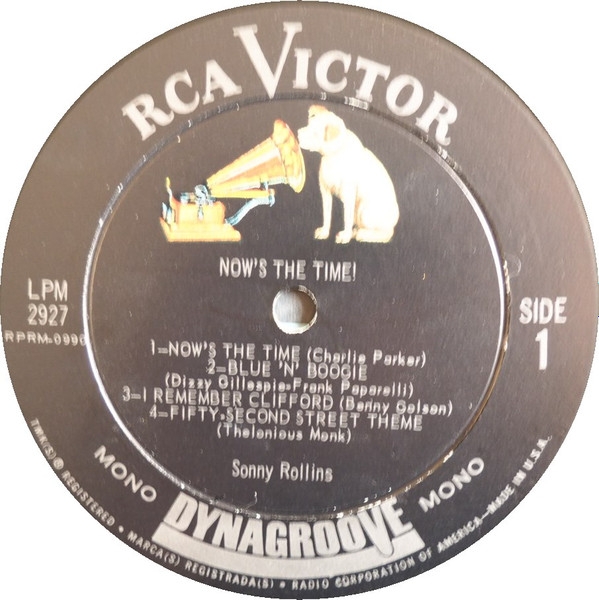 RCA VICTOR
NOW'S THE TIME!
LPM
2927
RPRM-0990
SIDE
1
1-NOW'S THE TIME (Charlie Parker)
2-BLUE 'N' BOOGIE
(Dizzy Gillespie-Frank Paparelli)
3-I REMEMBER CLIFFORD (Benny Golson)
4-FIFTY-SECOND STREET THEME
(Thelonious Monk)
Sonny Rollins
MONO DYNAGROOVE MONO
TMK(S) ® REGISTERED • MARCA(S) REGISTRADA(S) • RADIO CORPORATION OF AMERICA-MADE IN U.S.A.